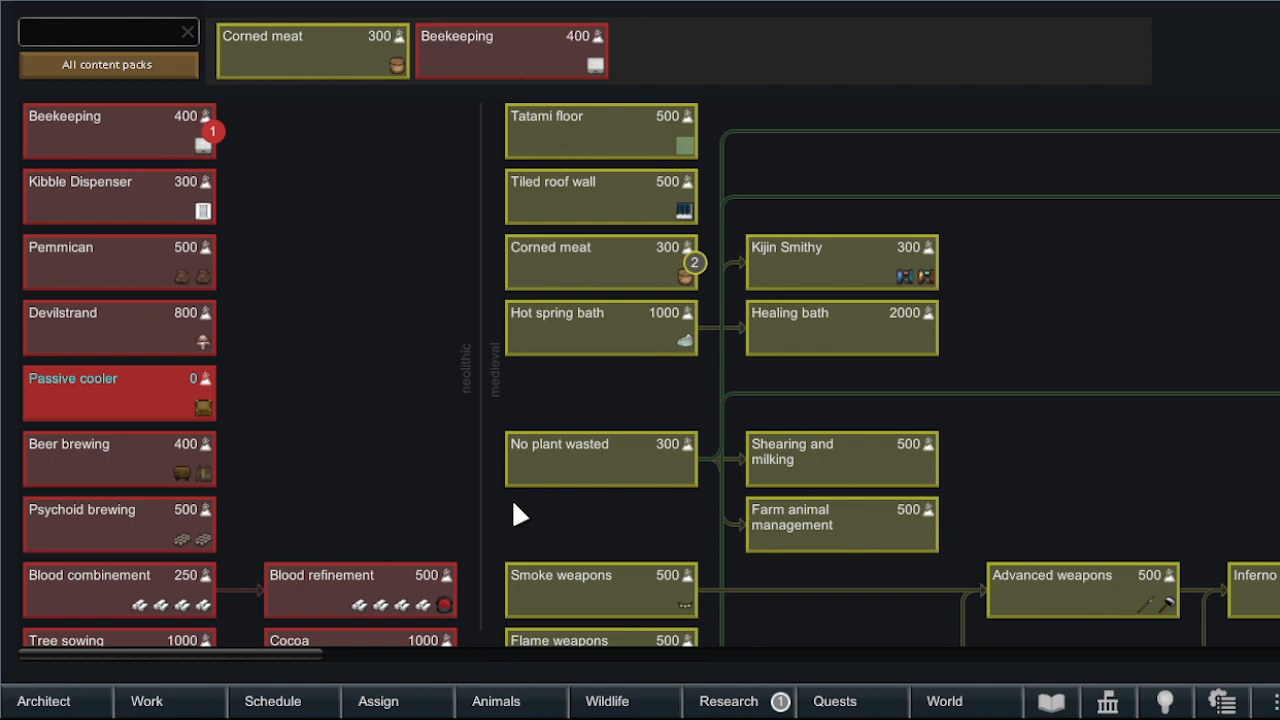 Corned meat 300
Beekeeping 400
All content packs
Beekeeping 400
1
Tatami floor 500
Kibble Dispenser 300
Tiled roof wall 500
Pemmican 500
Corned meat 300
2
Kijin Smithy 300
Devilstrand 800
Hot spring bath 1000
Healing bath 2000
neolithic
medieval
Passive cooler 0
Beer brewing 400
No plant wasted 300
Shearing and 500
milking
Psychoid brewing 500
Farm animal 500
management
Blood combinement 250
Blood refinement 500
Smoke weapons 500
Advanced weapons 500
Inferno
Tree sowing 1000
Cocoa 1000
Flame weapons 500
Architect
Work
Schedule
Assign
Animals
Wildlife
Research 1
Quests
World